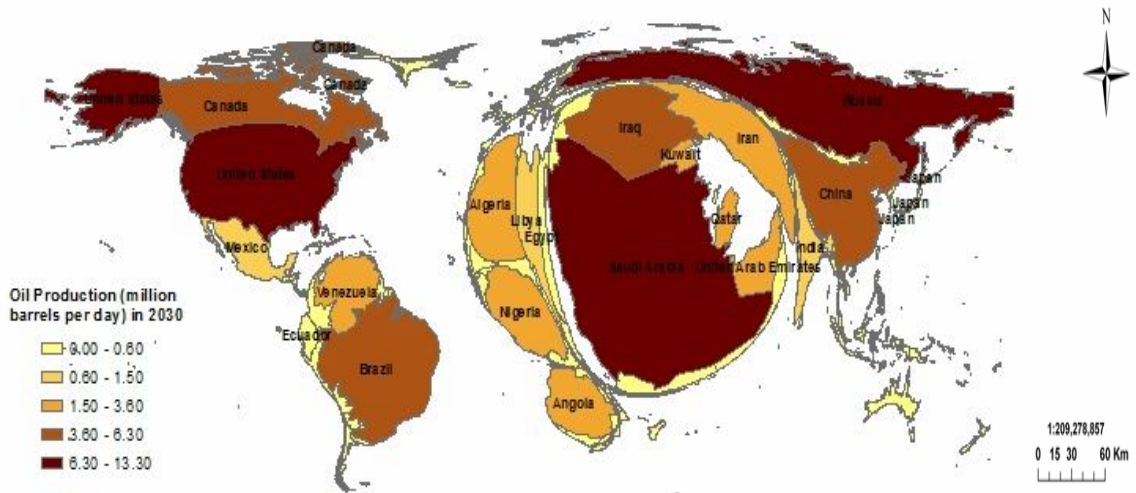 N
Canada
Canada
United States
Canada
Russia
Iraq
Iran
Kuwait
Japan
China
Japan
Japan
United States
Algeria
Qatar
Libya
Egypt
Mexico
India
Saudi Arabia
United Arab Emirates
Venezuela
Nigeria
Ecuador
Brazil
Angola
Oil Production (million
barrels per day) in 2030
0.00 - 0.60
0.60 - 1.50
1.50 - 3.60
3.60 - 6.30
6.30 - 13.30
1:209,278,857
0 15 30 60 Km